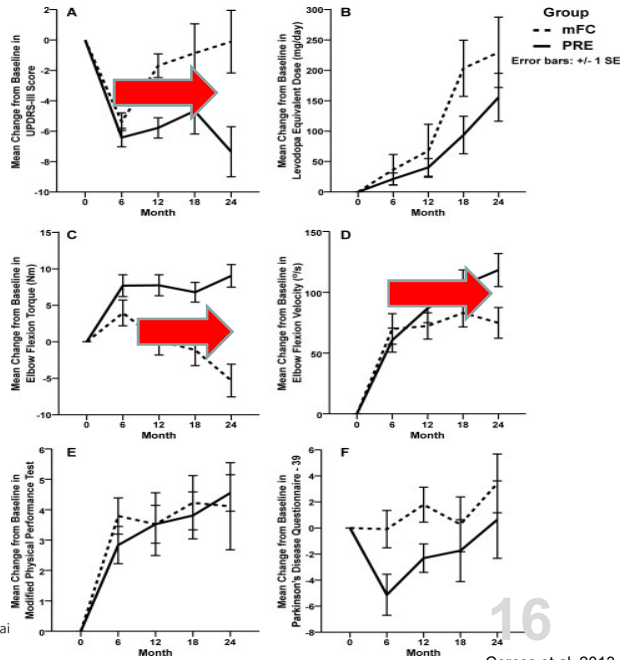 A
Mean Change from Baseline in
UPDRS-III Score
2
0
-2
-4
-6
-8
-10
0 6 12 18 24
Month
B
Mean Change from Baseline in
Levodopa Equivalent Dose (mg/day)
300
250
200
150
100
50
0
0 6 12 18 24
Month
Group
mFC
PRE
Error bars: +/- 1 SE
C
Mean Change from Baseline in
Elbow Flexion Torque (Nm)
15
10
5
0
-5
-10
0 6 12 18 24
Month
D
Mean Change from Baseline in
Elbow Flexion Velocity (º/s)
150
100
50
0
0 6 12 18 24
Month
E
Mean Change from Baseline in
Modified Physical Performance Test
6
5
4
3
2
1
0
0 6 12 18 24
Month
F
Mean Change from Baseline in
Parkinson's Disease Questionnaire - 39
6
4
2
0
-2
-4
-6
-8
0 6 12 18 24
Month
ai
16